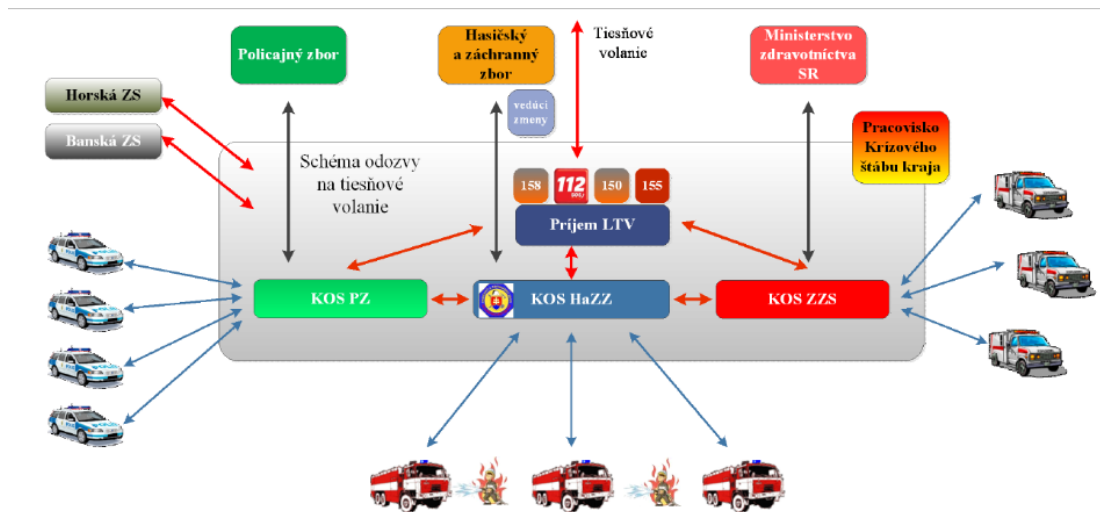 Policajný zbor
Hasičský
a záchranný
zbor
Tiesňové
volanie
Ministerstvo
zdravotníctva
SR
Horská ZS
Banská ZS
vedúci
zmeny
Pracovisko
Krízového
štábu kraja
Schéma odozvy
na tiesňové
volanie
158
112
150
155
Príjem LTV
KOS PZ
KOS HaZZ
KOS ZZS